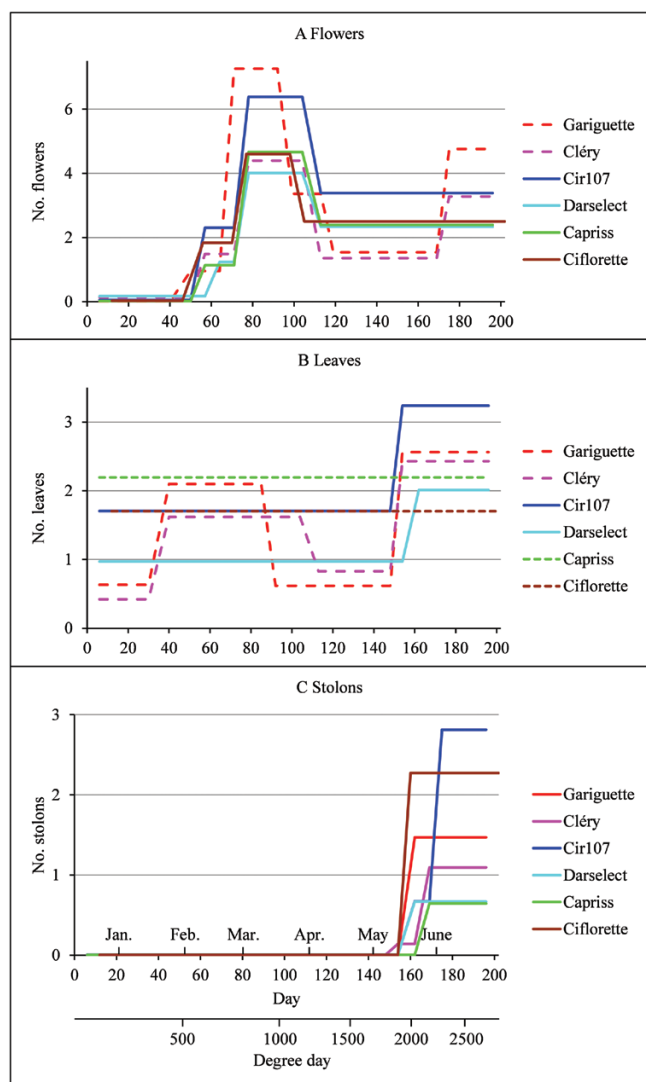 A Flowers
No. flowers
6
4
2
0
0 20 40 60 80 100 120 140 160 180 200
Gariguette
Cléry
Cir107
Darselect
Capriss
Ciflorette
B Leaves
No. leaves
3
2
1
0
0 20 40 60 80 100 120 140 160 180 200
Gariguette
Cléry
Cir107
Darselect
Capriss
Ciflorette
C Stolons
No. stolons
3
2
1
0
Jan. Feb. Mar. Apr. May June
0 20 40 60 80 100 120 140 160 180 200
Day
Gariguette
Cléry
Cir107
Darselect
Capriss
Ciflorette
500 1000 1500 2000 2500
Degree day